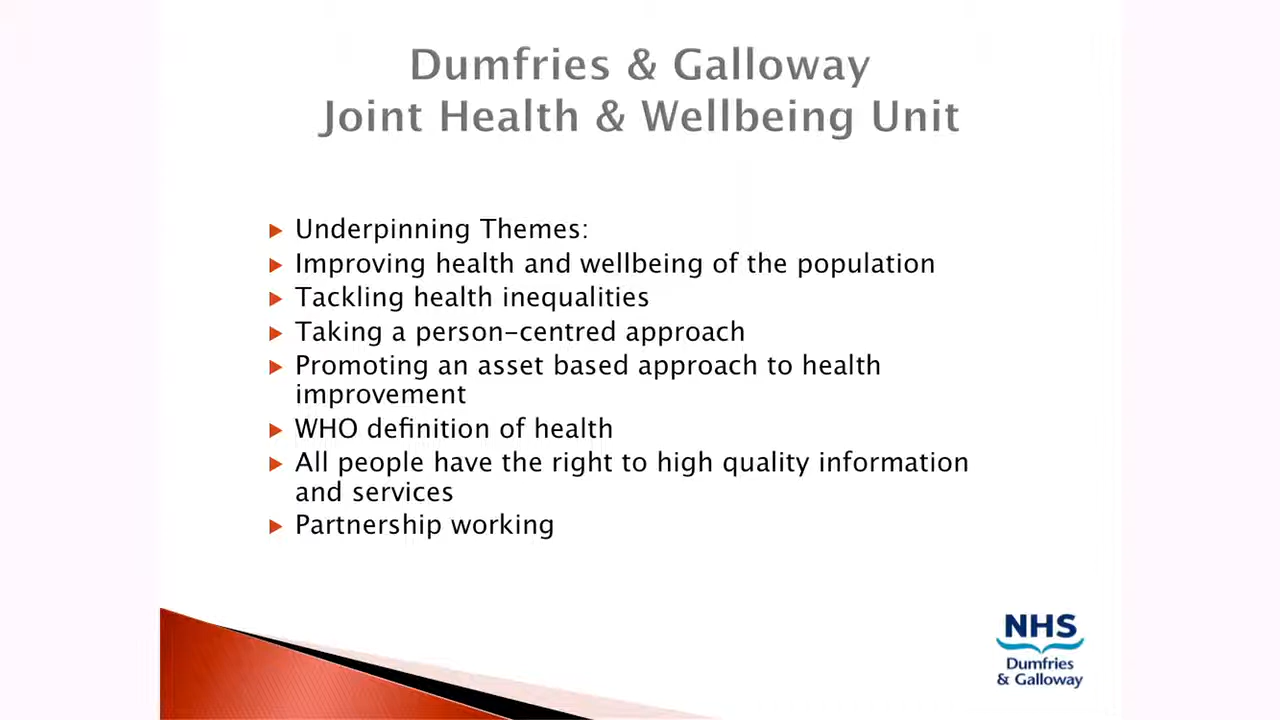 Dumfries & Galloway
Joint Health & Wellbeing Unit
Underpinning Themes:
Improving health and wellbeing of the population
Tackling health inequalities
Taking a person-centred approach
Promoting an asset based approach to health
improvement
WHO definition of health
All people have the right to high quality information
and services
Partnership working
NHS
Dumfries
& Galloway